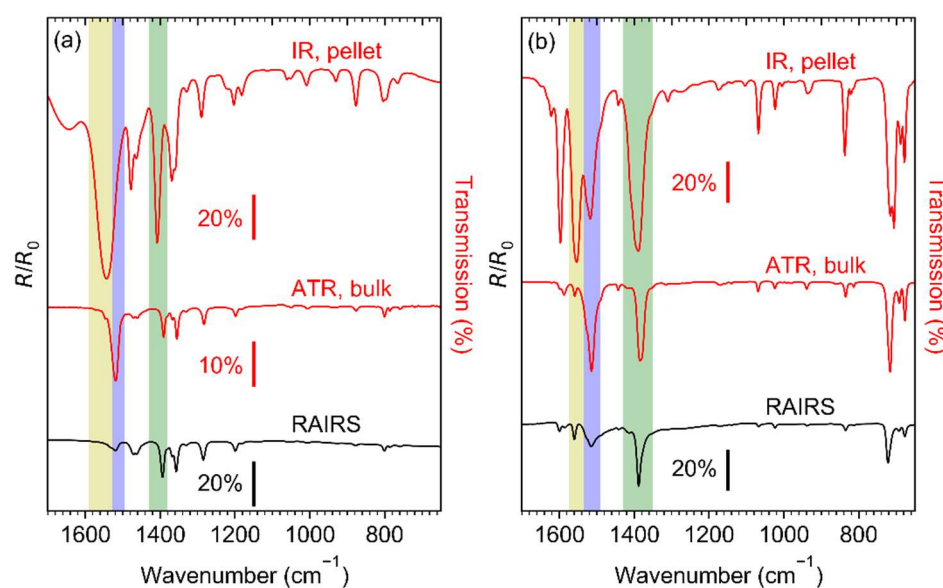 (a)
IR, pellet
20%
ATR, bulk
10%
RAIRS
20%
R/R₀
Transmission (%)
1600 1400 1200 1000 800
Wavenumber (cm⁻¹)
(b)
IR, pellet
20%
ATR, bulk
RAIRS
20%
R/R₀
Transmission (%)
1600 1400 1200 1000 800
Wavenumber (cm⁻¹)